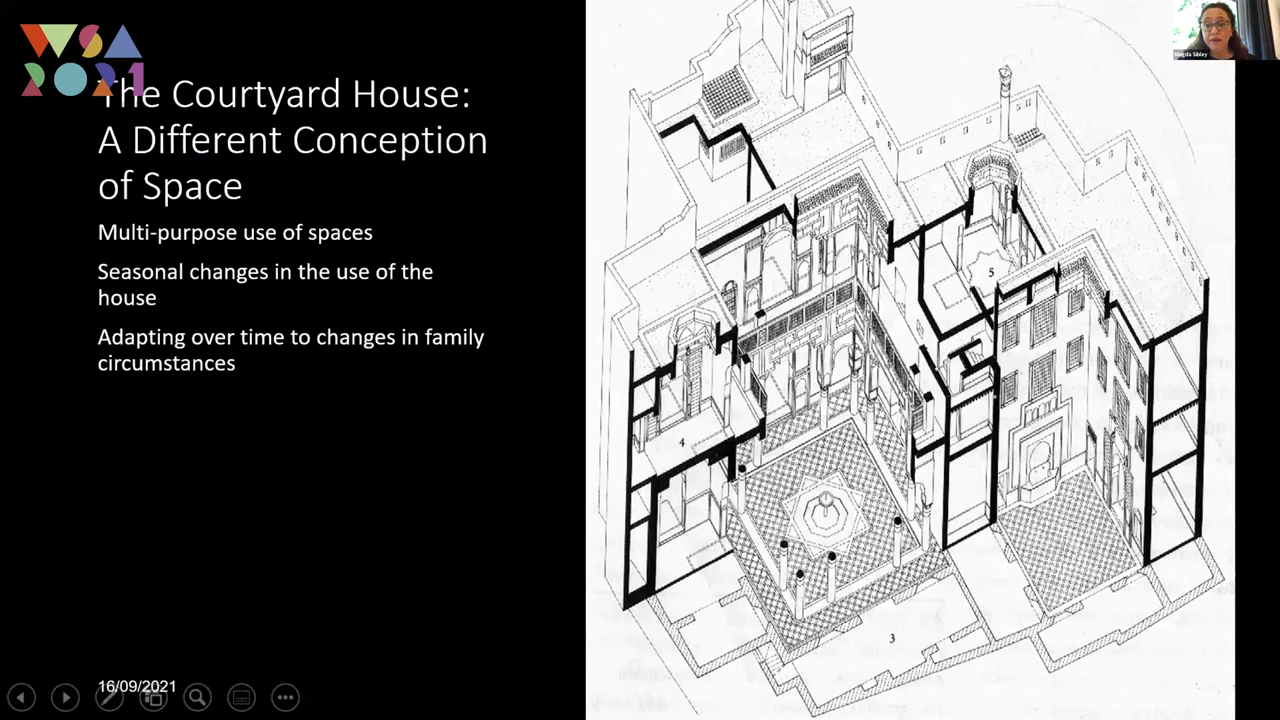 WSA
2021
The Courtyard House:
A Different Conception
of Space
Multi-purpose use of spaces
Seasonal changes in the use of the
house
Adapting over time to changes in family
circumstances
16/09/2021
Magda Sibley
5
4
3